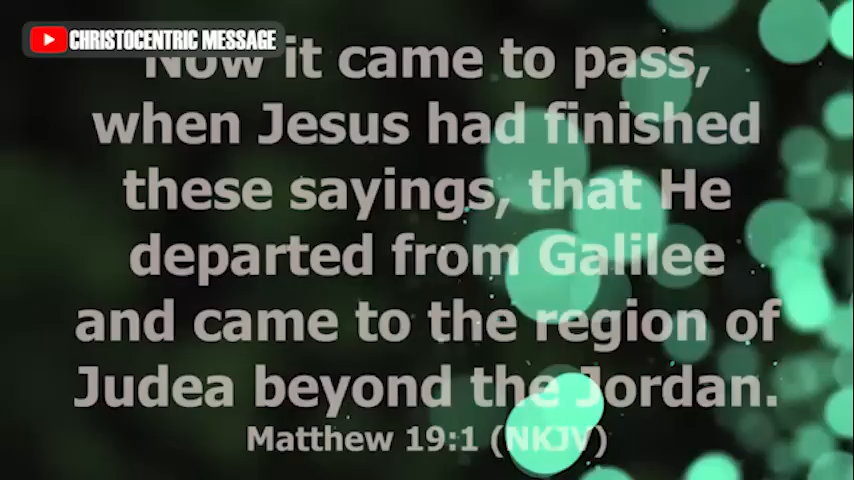 CHRISTOCENTRIC MESSAGE
Now it came to pass,
when Jesus had finished
these sayings, that He
departed from Galilee
and came to the region of
Judea beyond the Jordan.
Matthew 19:1 (NKJV)